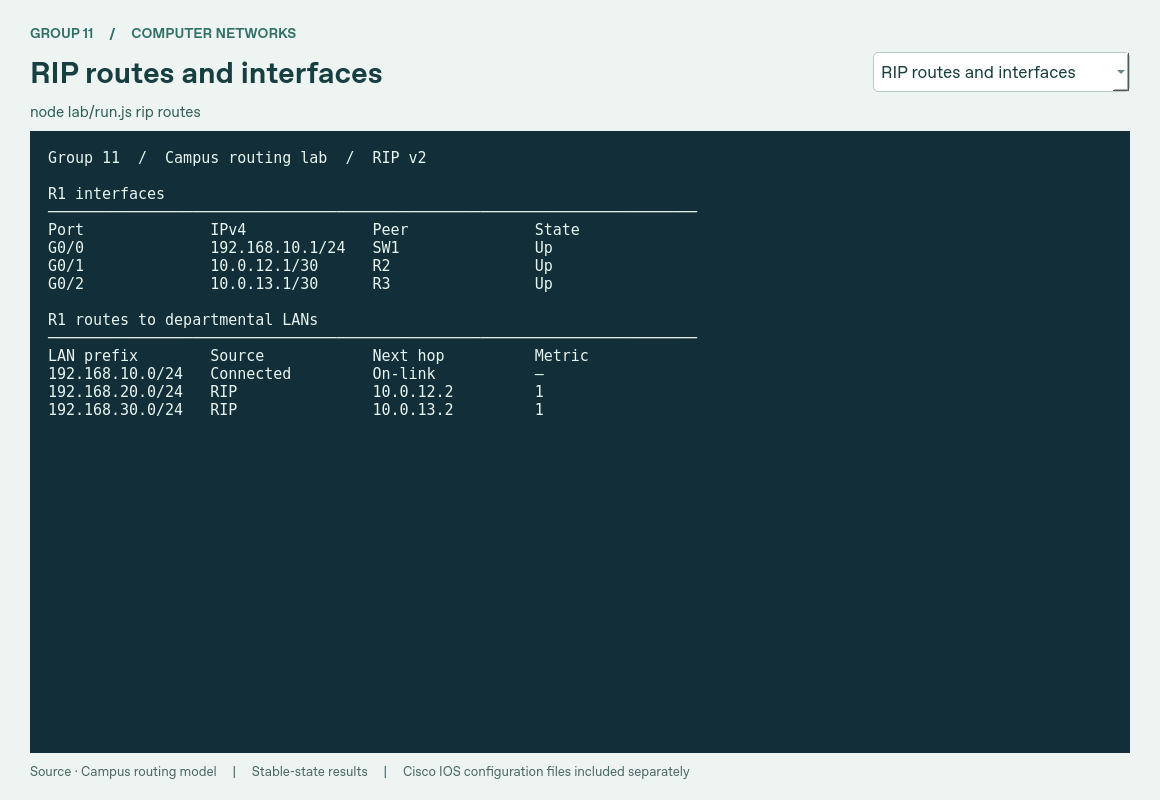 GROUP 11 / COMPUTER NETWORKS
RIP routes and interfaces
RIP routes and interfaces
node lab/run.js rip routes
Group 11 / Campus routing lab / RIP v2
R1 interfaces
Port IPv4 Peer State
G0/0 192.168.10.1/24 SW1 Up
G0/1 10.0.12.1/30 R2 Up
G0/2 10.0.13.1/30 R3 Up
R1 routes to departmental LANs
LAN prefix Source Next hop Metric
192.168.10.0/24 Connected On-link —
192.168.20.0/24 RIP 10.0.12.2 1
192.168.30.0/24 RIP 10.0.13.2 1
Source · Campus routing model | Stable-state results | Cisco IOS configuration files included separately